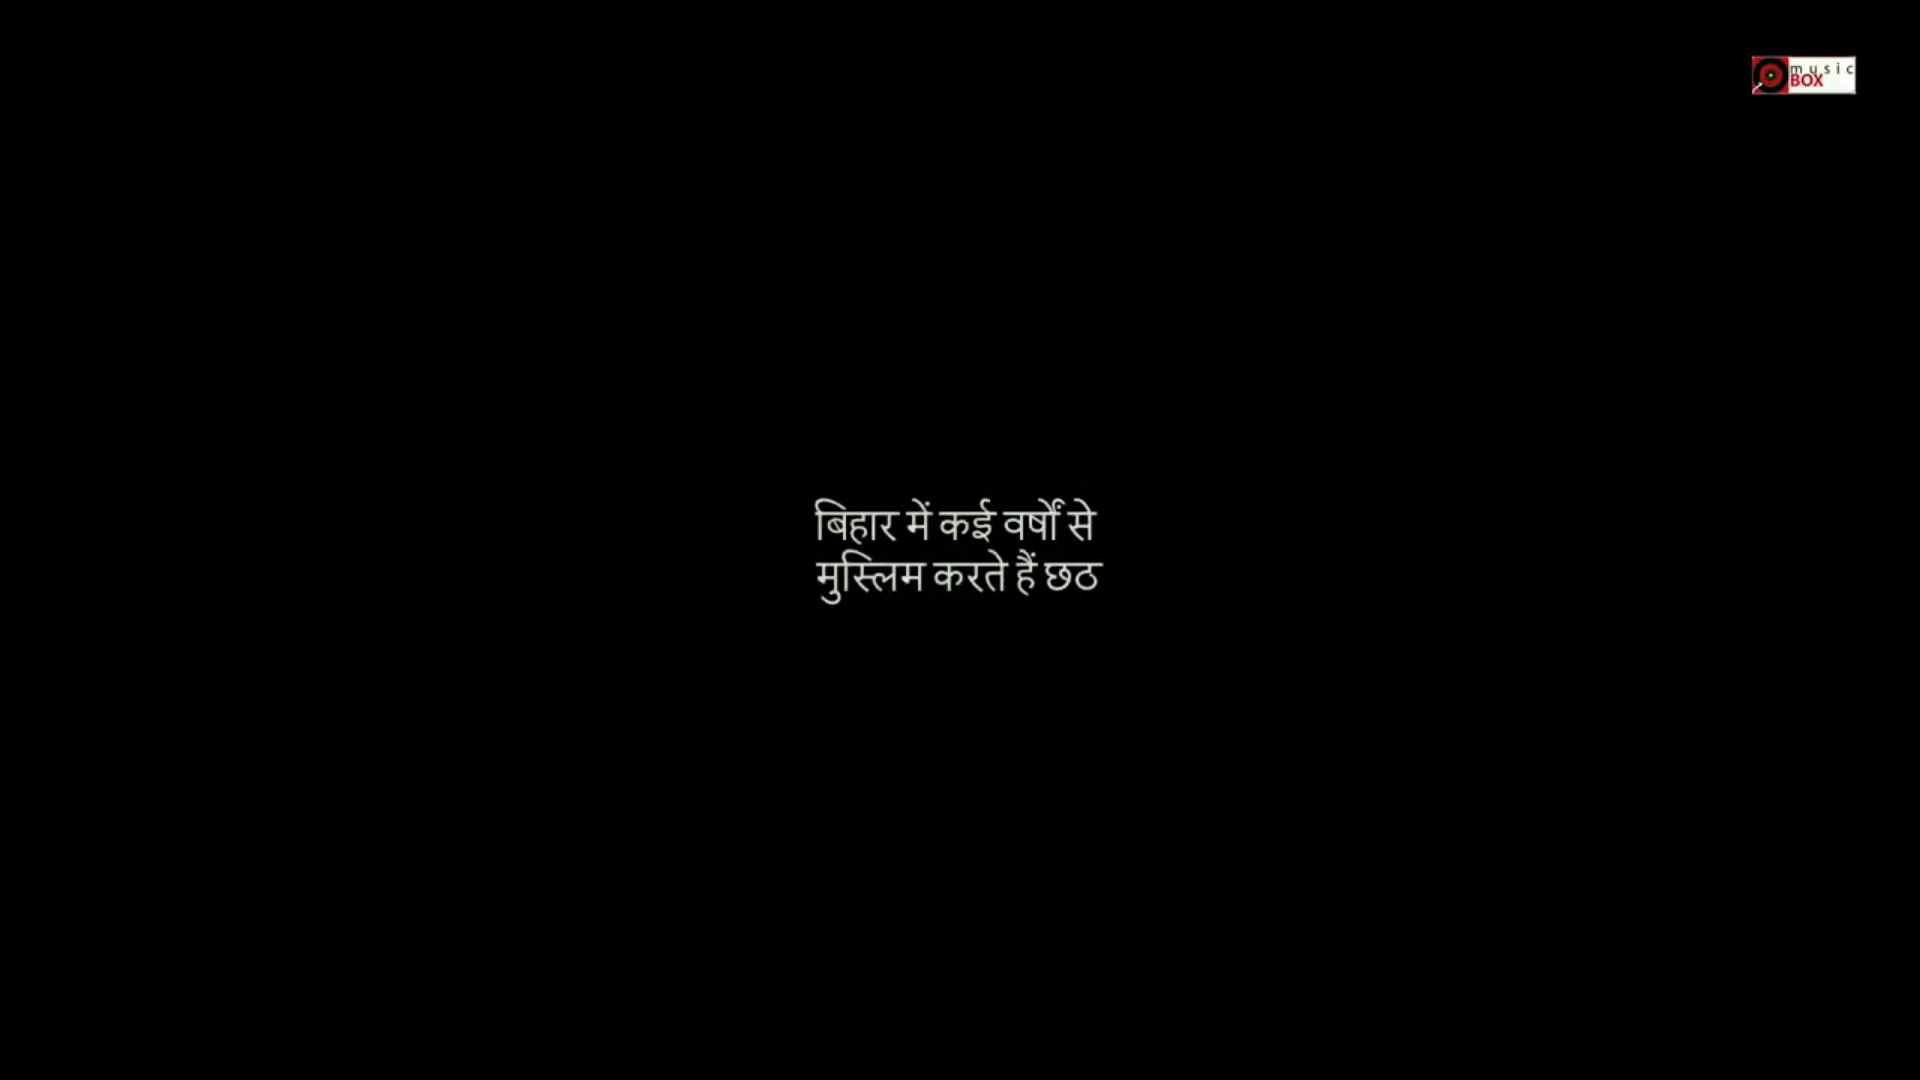 music
BOX
बिहार में कई वर्षों से
मुस्लिम करते हैं छठ